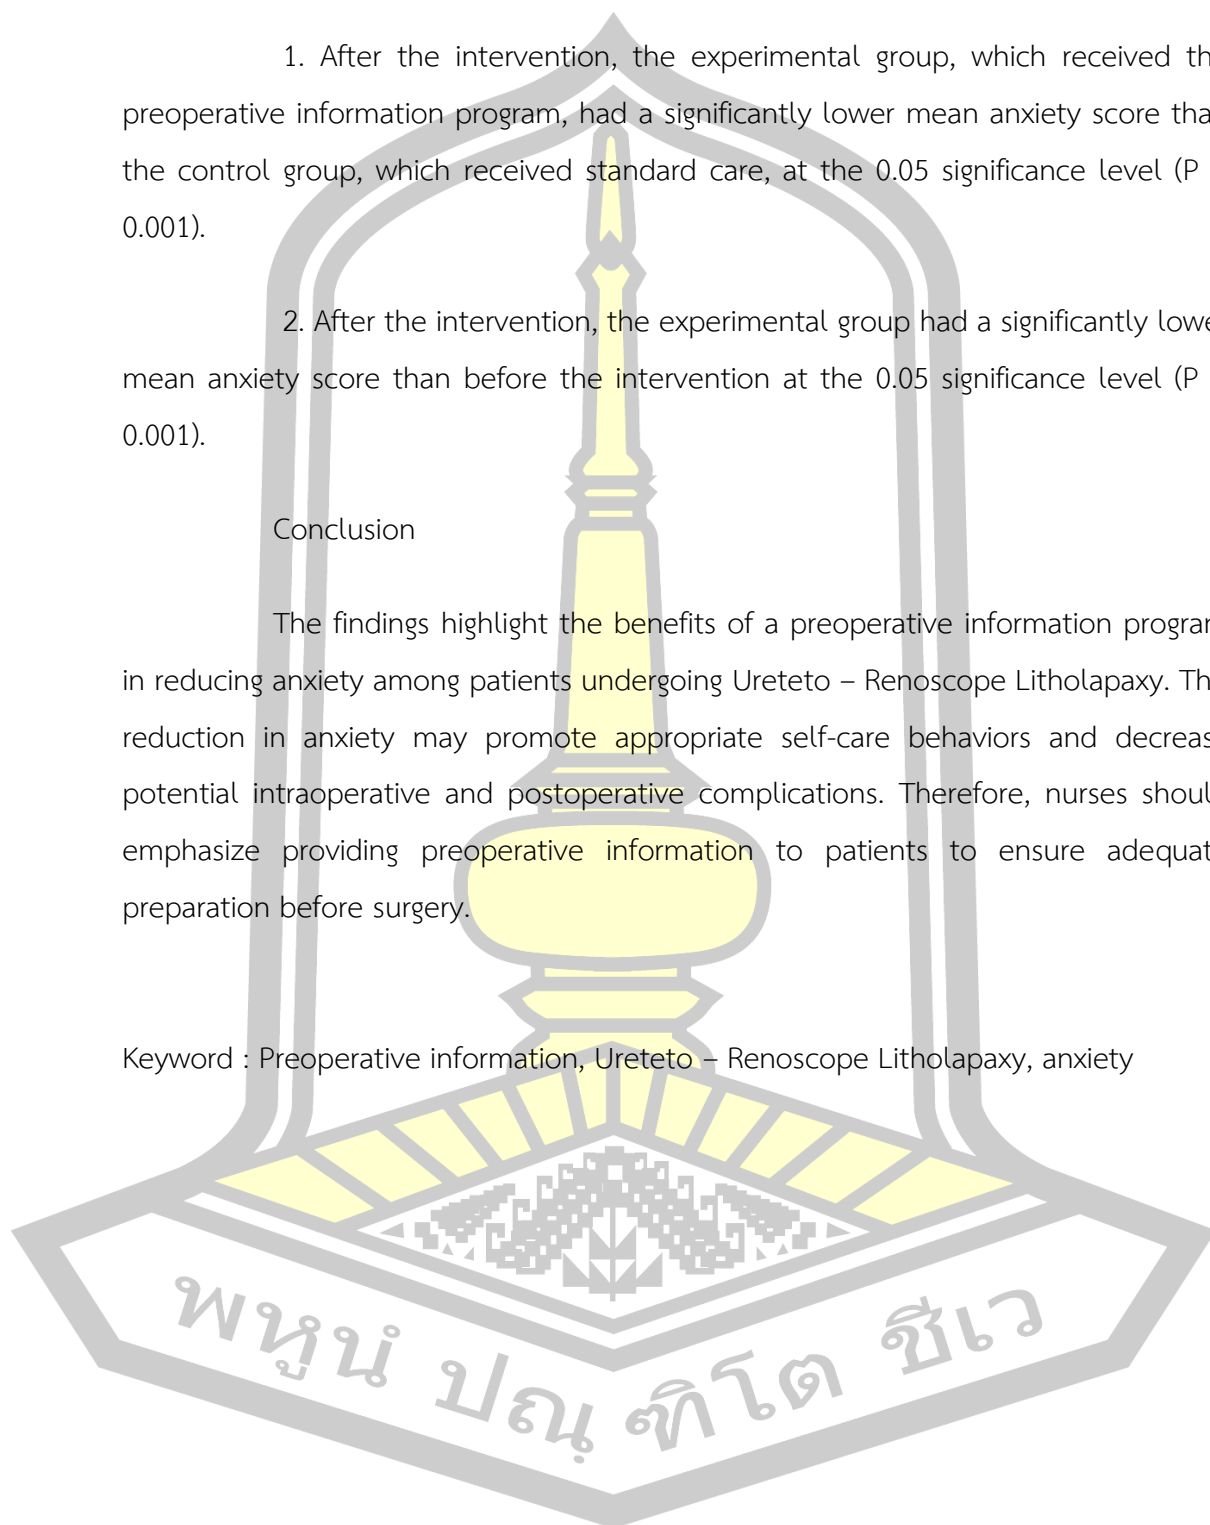 1. After the intervention, the experimental group, which received th
preoperative information program, had a significantly lower mean anxiety score tha
the control group, which received standard care, at the 0.05 significance level (P
0.001).
2. After the intervention, the experimental group had a significantly lowe
mean anxiety score than before the intervention at the 0.05 significance level (P
0.001).
Conclusion
The findings highlight the benefits of a preoperative information progra
in reducing anxiety among patients undergoing Ureteto – Renoscope Litholapaxy. Th
reduction in anxiety may promote appropriate self-care behaviors and decreas
potential intraoperative and postoperative complications. Therefore, nurses shoul
emphasize providing preoperative information to patients to ensure adequat
preparation before surgery.
Keyword : Preoperative information, Ureteto – Renoscope Litholapaxy, anxiety
พหูนํ ปณฺฑิโต ชีเว